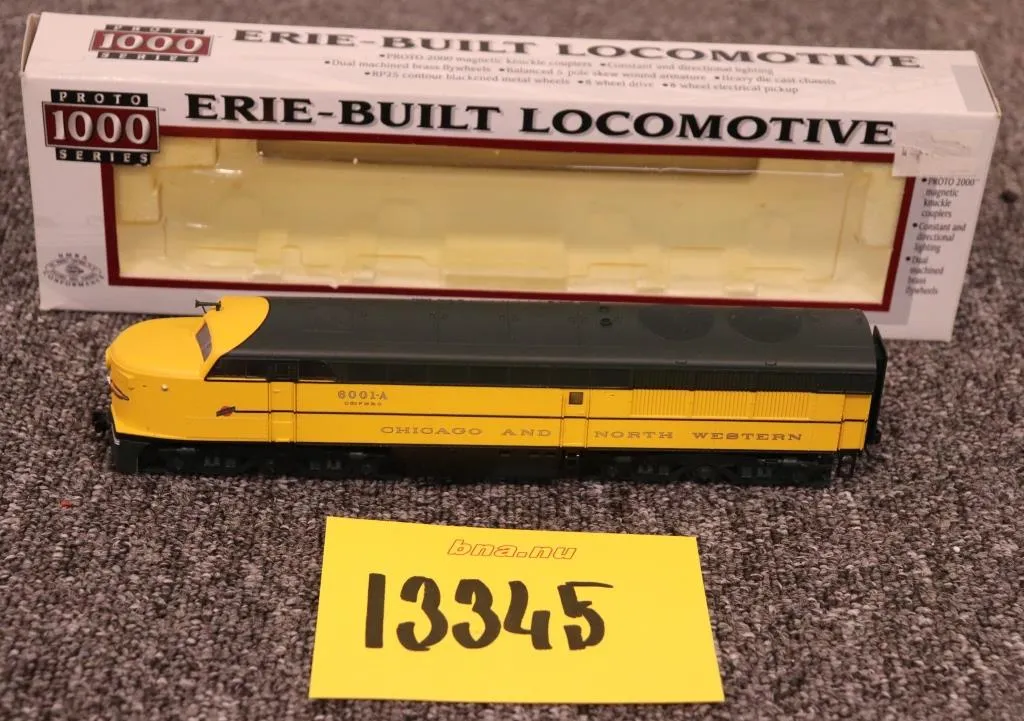 PROTO
1000
SERIES
ERIE-BUILT LOCOMOTIVE
•PROTO 2000 magnetic knuckle couplers •Constant and directional lighting
•Dual machined brass flywheels •Balanced 5 pole skew wound armature •Heavy die cast chassis
•RP25 contour blackened metal wheels •8 wheel drive •8 wheel electrical pickup
PROTO
1000
SERIES
ERIE-BUILT LOCOMOTIVE
•PROTO 2000
magnetic
knuckle
couplers
•Constant and
directional
lighting
•Dual
machined
brass
flywheels
NMRA
CONFORMANCE
6001-A
CHICAGO AND NORTH WESTERN
bna.nu
13345